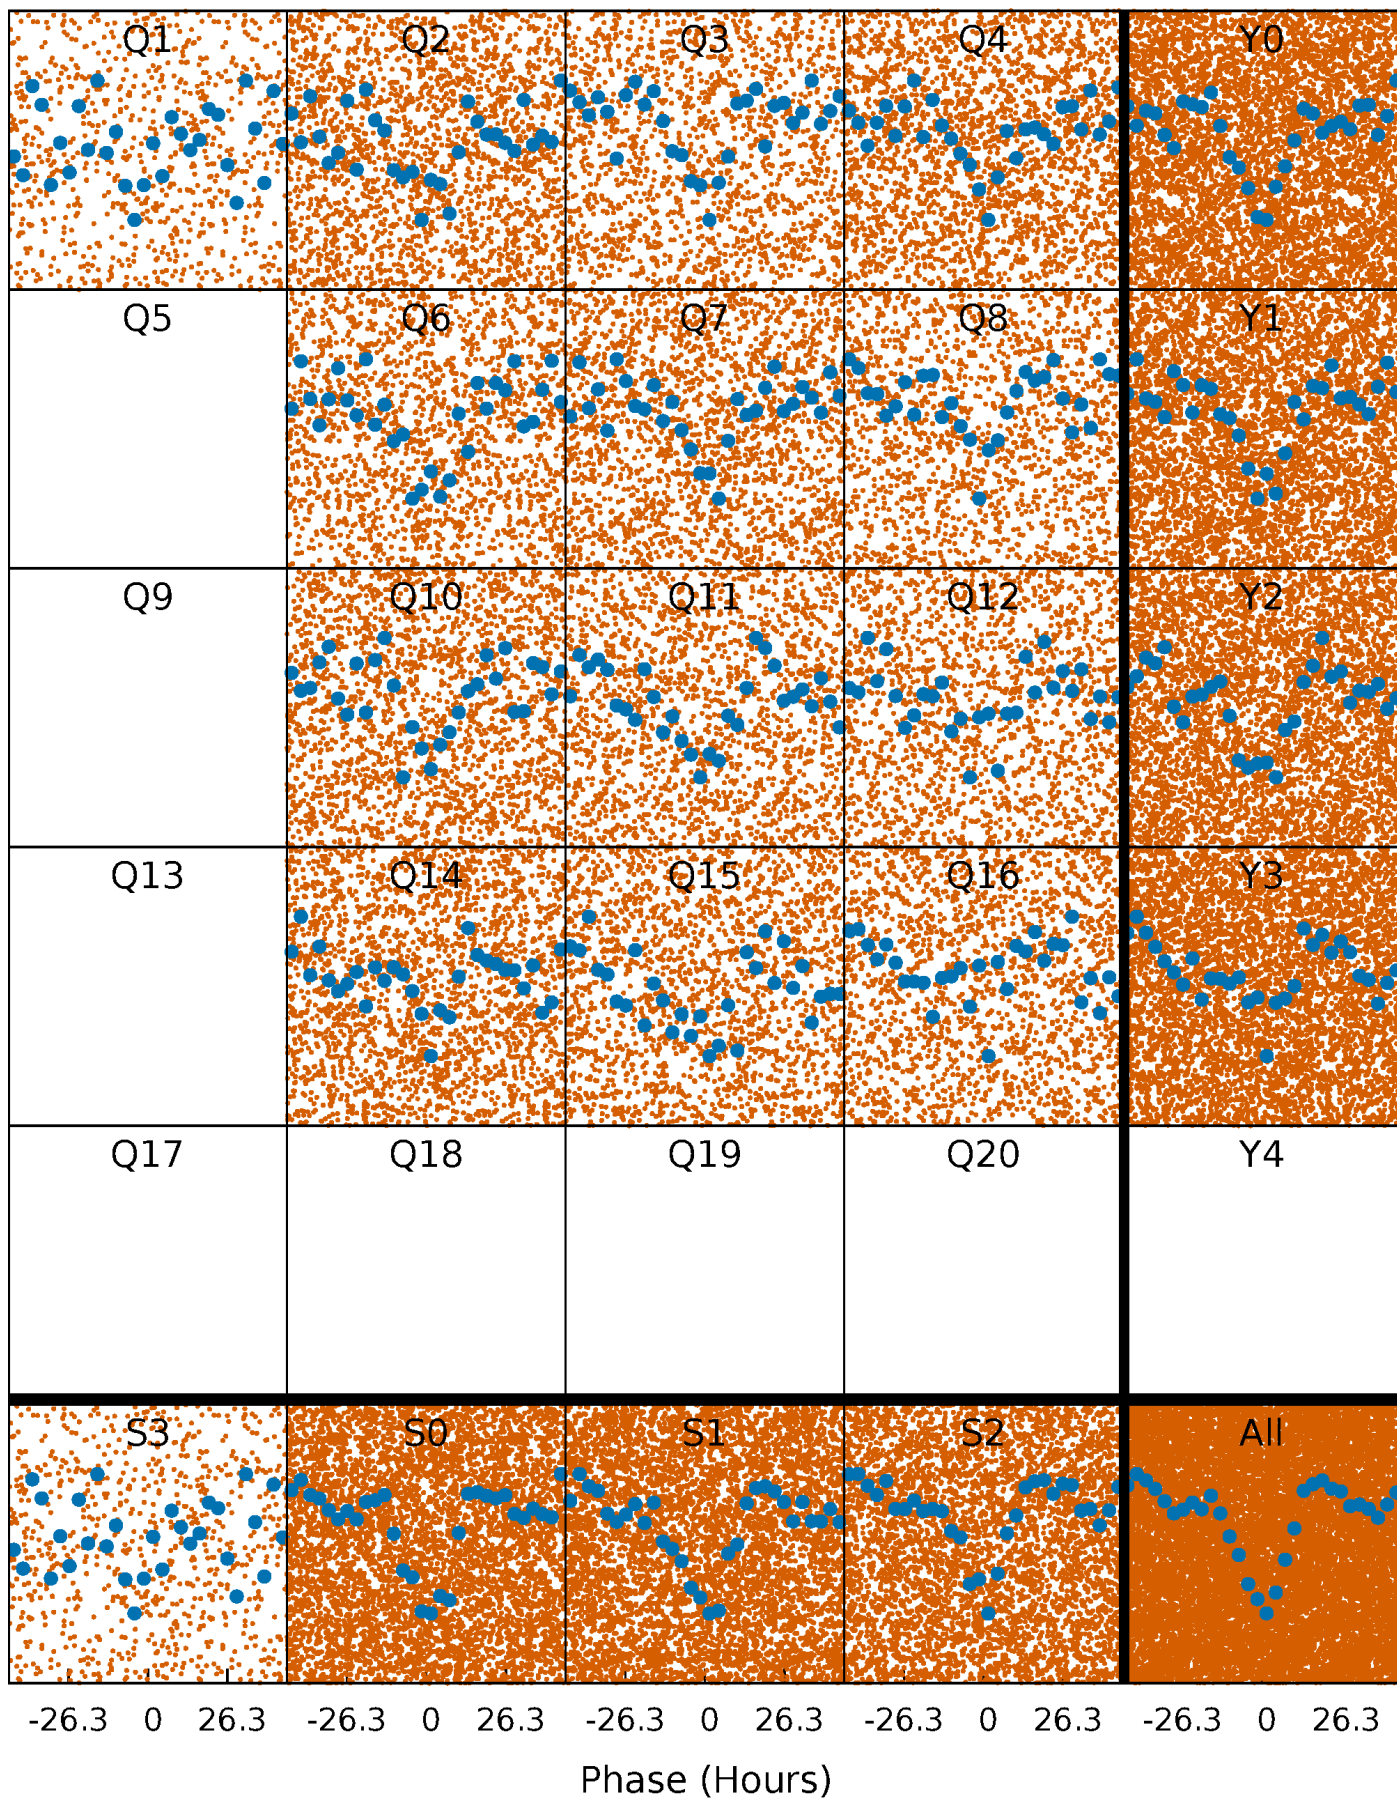 Q1 Q2 Q3 Q4 Y0
Q5 Q6 Q7 Q8 Y1
Q9 Q10 Q11 Q12 Y2
Q13 Q14 Q15 Q16 Y3
Q17 Q18 Q19 Q20 Y4
S3 S0 S1 S2 All
-26.3 0 26.3 -26.3 0 26.3 -26.3 0 26.3 -26.3 0 26.3 -26.3 0 26.3
Phase (Hours)